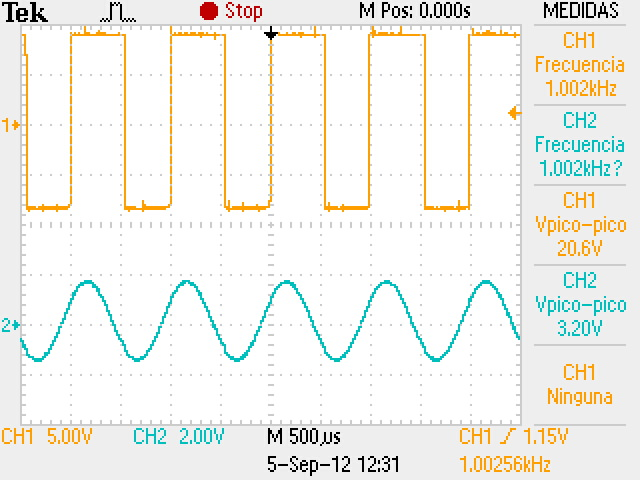 Tek Stop M Pos: 0.000s MEDIDAS
CH1
Frecuencia
1.002kHz
CH2
Frecuencia
1.002kHz?
CH1
Vpico-pico
20.6V
CH2
Vpico-pico
3.20V
CH1
Ninguna
1
2
CH1 5.00V CH2 2.00V M 500µs CH1 1.15V
5-Sep-12 12:31 1.00256kHz